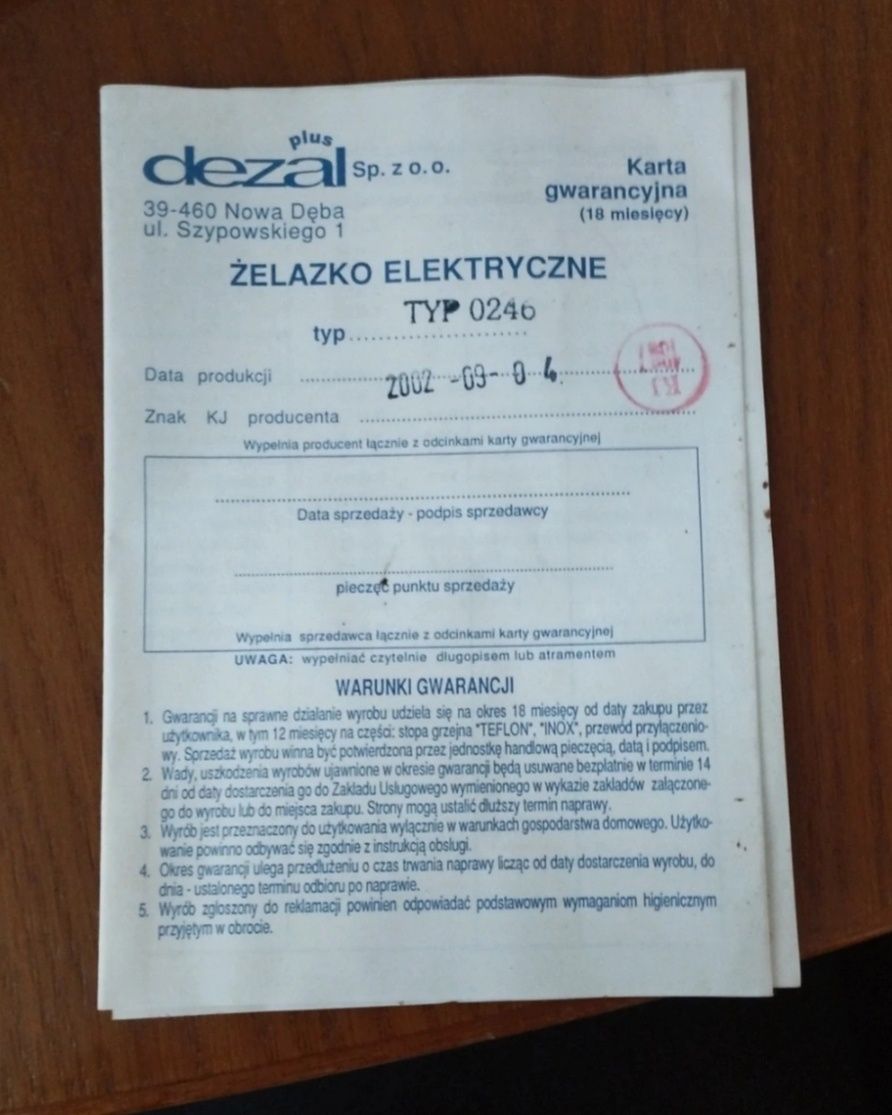 plus
dezal Sp. z o.o.
39-460 Nowa Dęba
ul. Szypowskiego 1
Karta
gwarancyjna
(18 miesięcy)
ŻELAZKO ELEKTRYCZNE
TYP 0246
typ
Data produkcji 2002 -09- 0 4.
Znak KJ producenta
KJ
Wypełnia producent łącznie z odcinkami karty gwarancyjnej
Data sprzedaży - podpis sprzedawcy
pieczęć punktu sprzedaży
Wypełnia sprzedawca łącznie z odcinkami karty gwarancyjnej
UWAGA: wypełniać czytelnie długopisem lub atramentem
WARUNKI GWARANCJI
1. Gwarancji na sprawne działanie wyrobu udziela się na okres 18 miesięcy od daty zakupu przez
użytkownika, w tym 12 miesięcy na części: stopa grzejna "TEFLON", "INOX", przewód przyłączenio-
wy. Sprzedaż wyrobu winna być potwierdzona przez jednostkę handlową pieczęcią, datą i podpisem.
2. Wady, uszkodzenia wyrobów ujawnione w okresie gwarancji będą usuwane bezpłatnie w terminie 14
dni od daty dostarczenia go do Zakładu Usługowego wymienionego w wykazie zakładów załączone-
go do wyrobu lub do miejsca zakupu. Strony mogą ustalić dłuższy termin naprawy.
3. Wyrób jest przeznaczony do użytkowania wyłącznie w warunkach gospodarstwa domowego. Użytko-
wanie powinno odbywać się zgodnie z instrukcją obsługi.
4. Okres gwarancji ulega przedłużeniu o czas trwania naprawy licząc od daty dostarczenia wyrobu, do
dnia - ustalonego terminu odbioru po naprawie.
5. Wyrób zgłoszony do reklamacji powinien odpowiadać podstawowym wymaganiom higienicznym
przyjętym w obrocie.